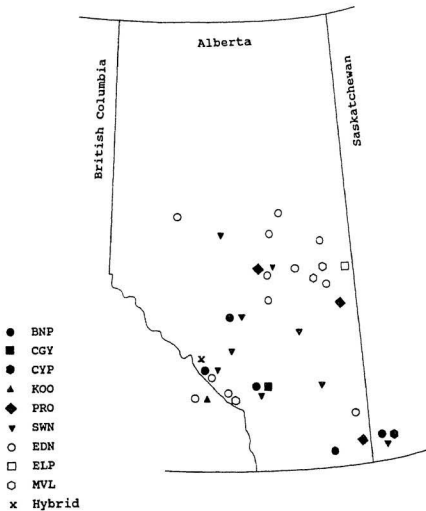 Alberta
British Columbia
Saskatchewan
BNP
CGY
CYP
KOO
PRO
SWN
EDN
ELP
MVL
Hybrid